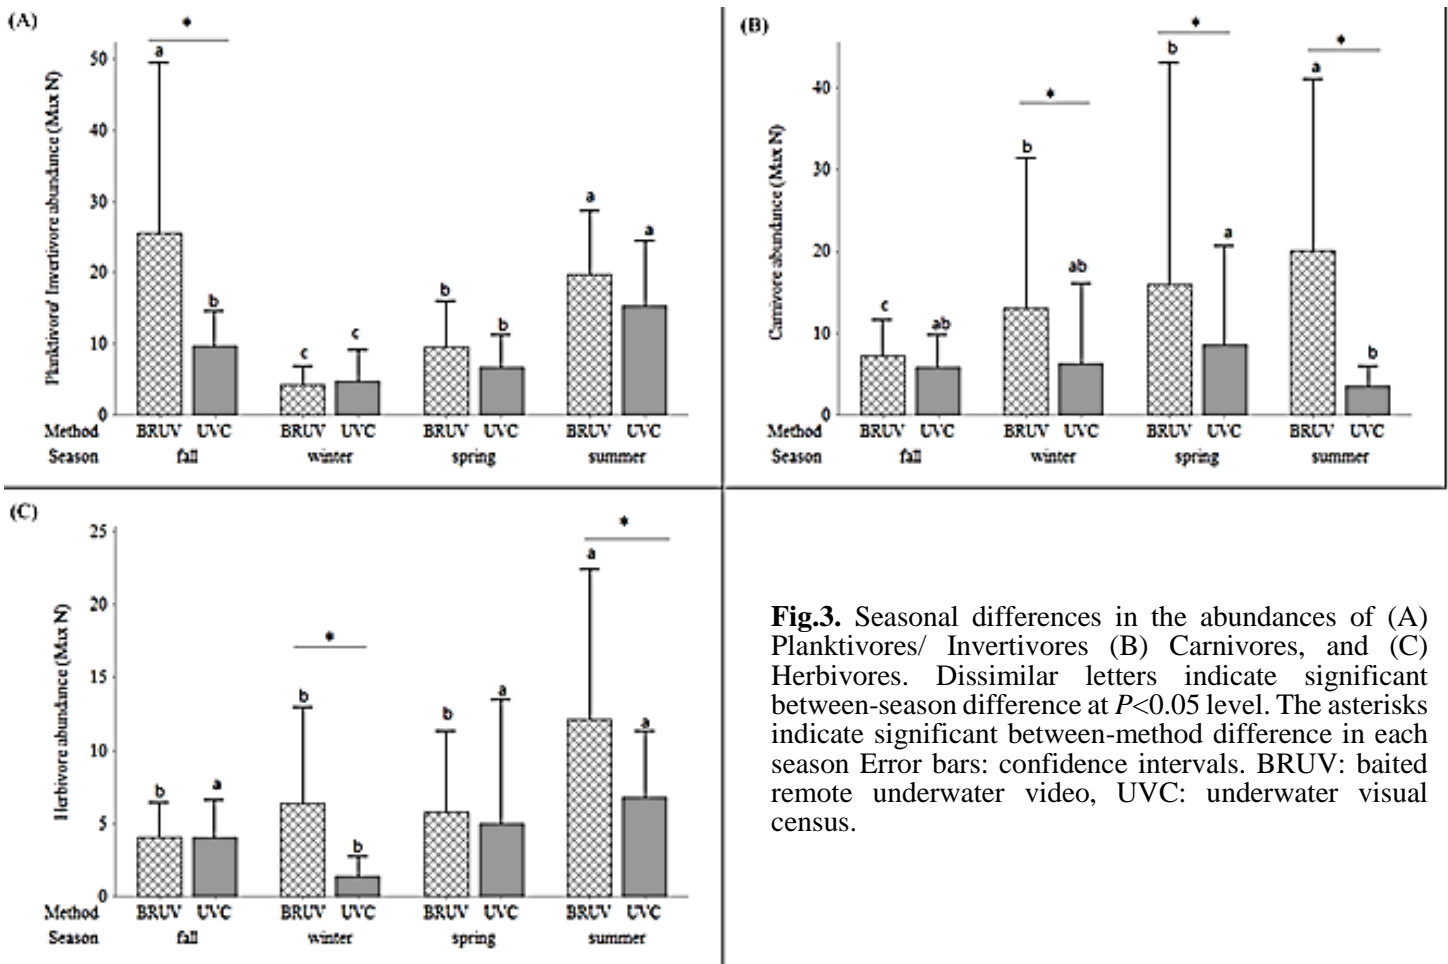 (A)
*
a
50
40
30
20
10
0
b
c
c
b
b
a
a
Planktivora/ Invertivore abundance (Max N)
Method BRUV UVC BRUV UVC BRUV UVC BRUV UVC
Season fall winter spring summer
(B)
*
*
*
b
a
40
30
20
10
0
c
ab
b
ab
a
b
Carnivore abundance (Max N)
Method BRUV UVC BRUV UVC BRUV UVC BRUV UVC
Season fall winter spring summer
(C)
25
20
15
10
5
0
*
*
b
a
b
b
b
a
a
a
Herbivore abundance (Max N)
Method BRUV UVC BRUV UVC BRUV UVC BRUV UVC
Season fall winter spring summer
Fig.3. Seasonal differences in the abundances of (A)
Planktivores/ Invertivores (B) Carnivores, and (C)
Herbivores. Dissimilar letters indicate significant
between-season difference at P<0.05 level. The asterisks
indicate significant between-method difference in each
season Error bars: confidence intervals. BRUV: baited
remote underwater video, UVC: underwater visual
census.